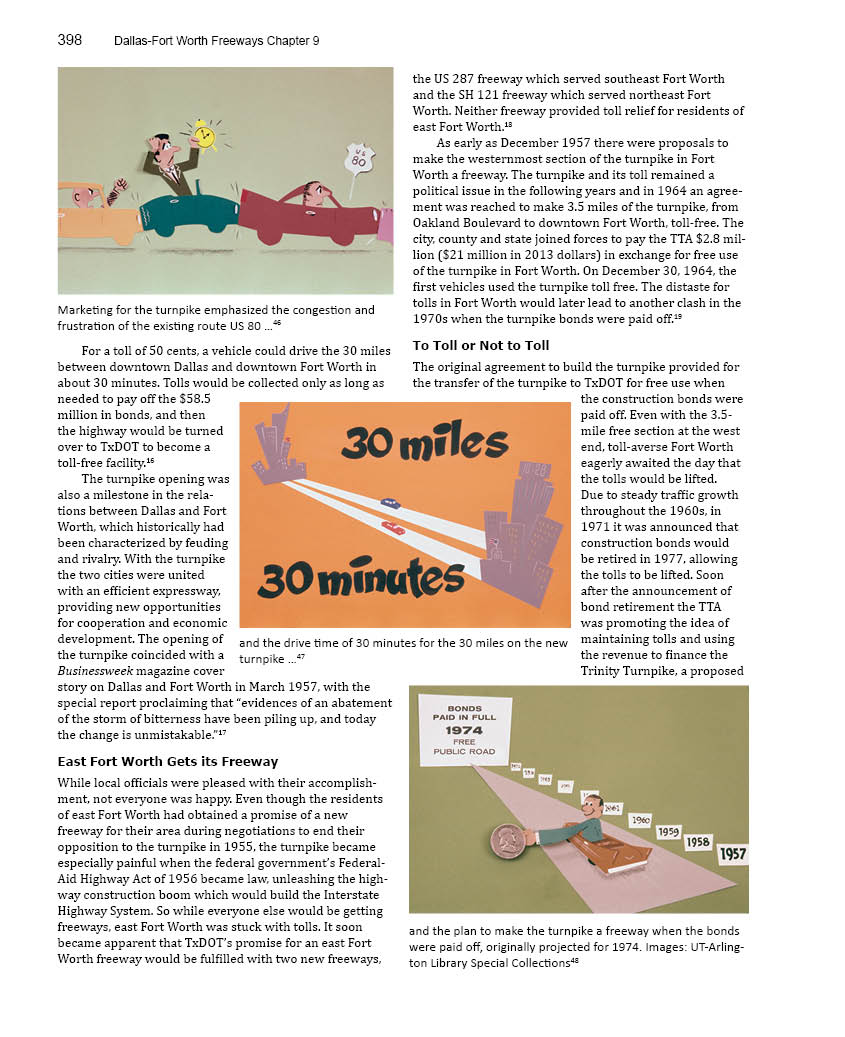 398 Dallas-Fort Worth Freeways Chapter 9
US
80
Marketing for the turnpike emphasized the congestion and
frustration of the existing route US 80 ...⁴⁶
For a toll of 50 cents, a vehicle could drive the 30 miles
between downtown Dallas and downtown Fort Worth in
about 30 minutes. Tolls would be collected only as long as
needed to pay off the $58.5
million in bonds, and then
the highway would be turned
over to TxDOT to become a
toll-free facility.¹⁶
The turnpike opening was
also a milestone in the rela-
tions between Dallas and Fort
Worth, which historically had
been characterized by feuding
and rivalry. With the turnpike
the two cities were united
with an efficient expressway,
providing new opportunities
for cooperation and economic
development. The opening of
the turnpike coincided with a
Businessweek magazine cover
story on Dallas and Fort Worth in March 1957, with the
special report proclaiming that “evidences of an abatement
of the storm of bitterness have been piling up, and today
the change is unmistakable.”¹⁷
East Fort Worth Gets its Freeway
While local officials were pleased with their accomplish-
ment, not everyone was happy. Even though the residents
of east Fort Worth had obtained a promise of a new
freeway for their area during negotiations to end their
opposition to the turnpike in 1955, the turnpike became
especially painful when the federal government’s Federal-
Aid Highway Act of 1956 became law, unleashing the high-
way construction boom which would build the Interstate
Highway System. So while everyone else would be getting
freeways, east Fort Worth was stuck with tolls. It soon
became apparent that TxDOT’s promise for an east Fort
Worth freeway would be fulfilled with two new freeways,
30 miles
30 minutes
and the drive time of 30 minutes for the 30 miles on the new
turnpike ...⁴⁷
the US 287 freeway which served southeast Fort Worth
and the SH 121 freeway which served northeast Fort
Worth. Neither freeway provided toll relief for residents of
east Fort Worth.¹⁸
As early as December 1957 there were proposals to
make the westernmost section of the turnpike in Fort
Worth a freeway. The turnpike and its toll remained a
political issue in the following years and in 1964 an agree-
ment was reached to make 3.5 miles of the turnpike, from
Oakland Boulevard to downtown Fort Worth, toll-free. The
city, county and state joined forces to pay the TTA $2.8 mil-
lion ($21 million in 2013 dollars) in exchange for free use
of the turnpike in Fort Worth. On December 30, 1964, the
first vehicles used the turnpike toll free. The distaste for
tolls in Fort Worth would later lead to another clash in the
1970s when the turnpike bonds were paid off.¹⁹
To Toll or Not to Toll
The original agreement to build the turnpike provided for
the transfer of the turnpike to TxDOT for free use when
the construction bonds were
paid off. Even with the 3.5-
mile free section at the west
end, toll-averse Fort Worth
eagerly awaited the day that
the tolls would be lifted.
Due to steady traffic growth
throughout the 1960s, in
1971 it was announced that
construction bonds would
be retired in 1977, allowing
the tolls to be lifted. Soon
after the announcement of
bond retirement the TTA
was promoting the idea of
maintaining tolls and using
the revenue to finance the
Trinity Turnpike, a proposed
BONDS
PAID IN FULL
1974
FREE
PUBLIC ROAD
1961
1960
1959
1958
1957
and the plan to make the turnpike a freeway when the bonds
were paid off, originally projected for 1974. Images: UT-Arling-
ton Library Special Collections⁴⁸